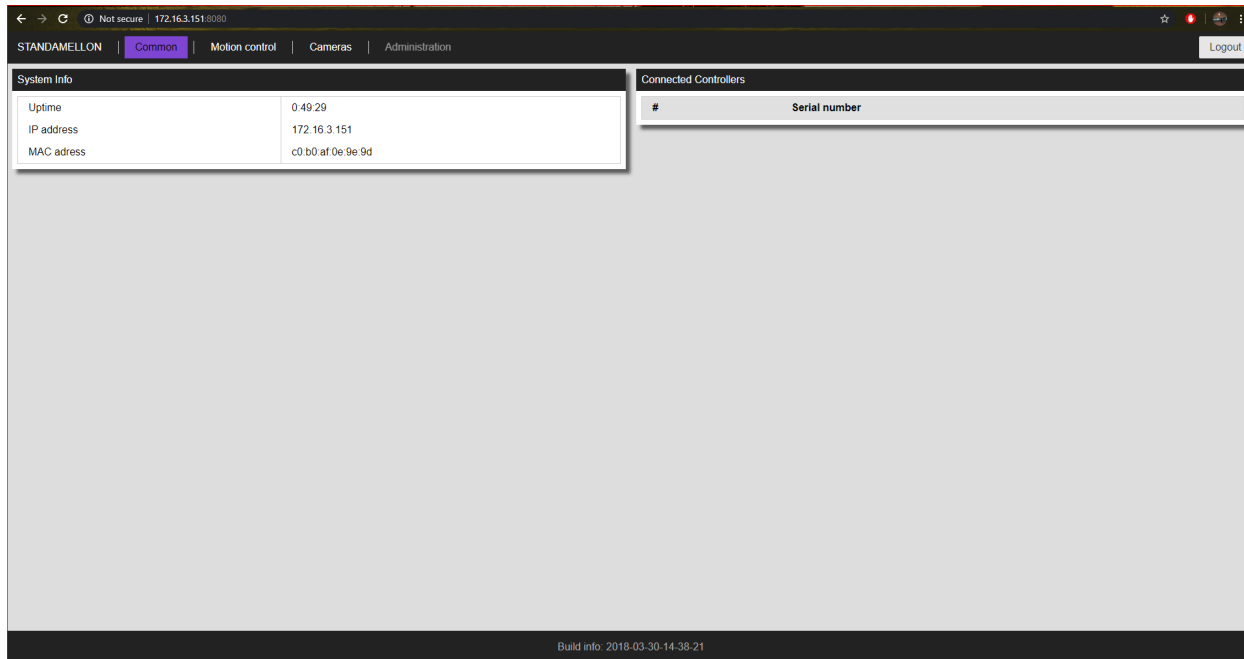 Not secure | 172.16.3.151:8080
STANDAMELLON | Common | Motion control | Cameras | Administration Logout
System Info
Uptime 0:49:29
IP address 172.16.3.151
MAC adress c0:b0:af:0e:9e:9d
Connected Controllers
# Serial number
Build info: 2018-03-30-14-38-21